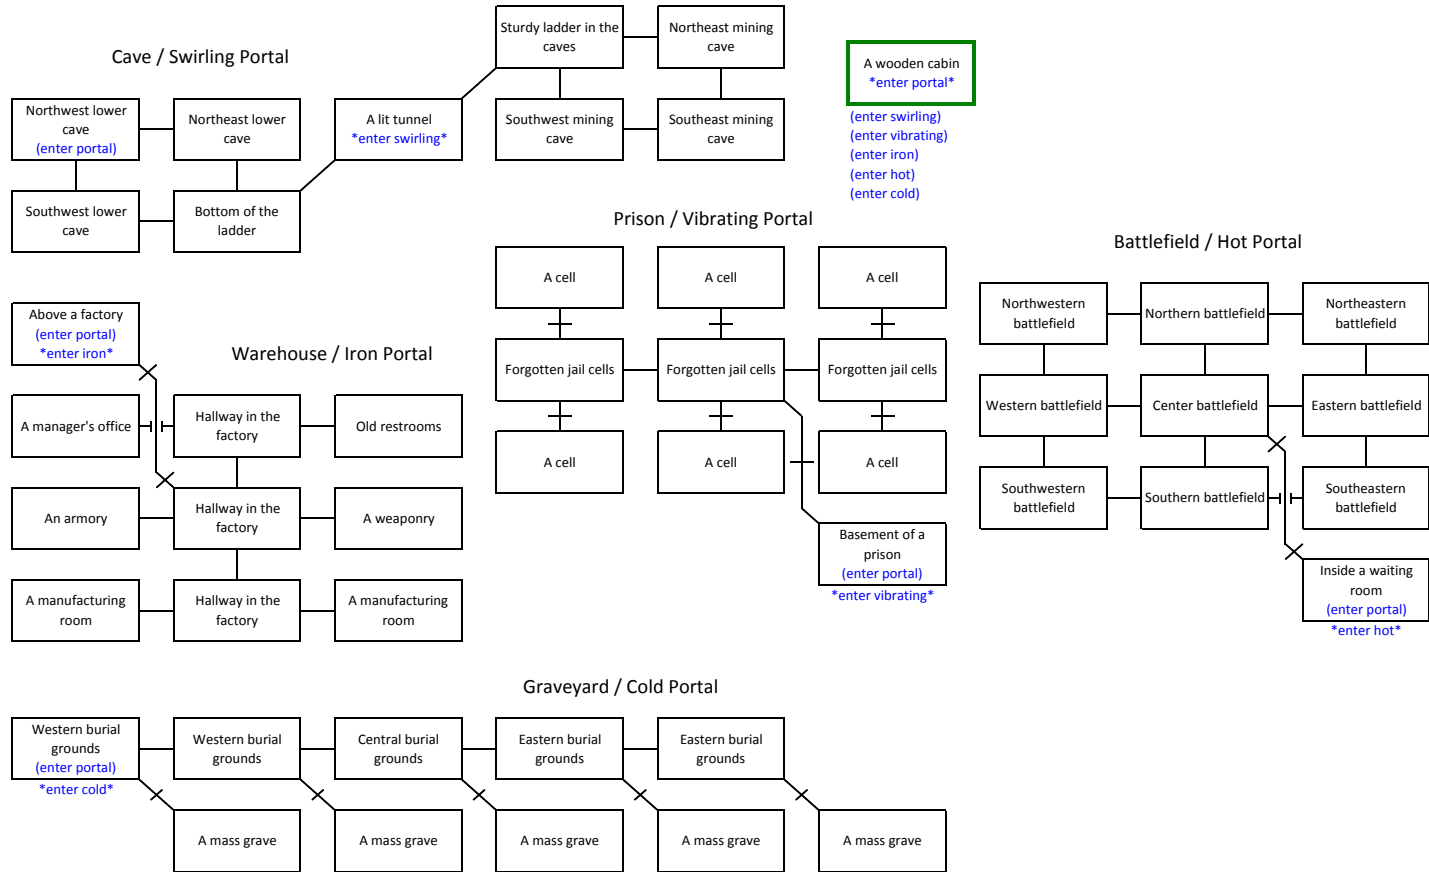 Cave / Swirling Portal
Northwest lower
cave
(enter portal)
Northeast lower
cave
A lit tunnel
*enter swirling*
Sturdy ladder in the
caves
Northeast mining
cave
Southwest mining
cave
Southeast mining
cave
Southwest lower
cave
Bottom of the
ladder
A wooden cabin
*enter portal*
(enter swirling)
(enter vibrating)
(enter iron)
(enter hot)
(enter cold)
Prison / Vibrating Portal
A cell
A cell
A cell
Forgotten jail cells
Forgotten jail cells
Forgotten jail cells
A cell
A cell
A cell
Basement of a
prison
(enter portal)
*enter vibrating*
Battlefield / Hot Portal
Northwestern
battlefield
Northern battlefield
Northeastern
battlefield
Western battlefield
Center battlefield
Eastern battlefield
Southwestern
battlefield
Southern battlefield
Southeastern
battlefield
Inside a waiting
room
(enter portal)
*enter hot*
Above a factory
(enter portal)
*enter iron*
Warehouse / Iron Portal
A manager's office
Hallway in the
factory
Old restrooms
An armory
Hallway in the
factory
A weaponry
A manufacturing
room
Hallway in the
factory
A manufacturing
room
Graveyard / Cold Portal
Western burial
grounds
(enter portal)
*enter cold*
Western burial
grounds
Central burial
grounds
Eastern burial
grounds
Eastern burial
grounds
A mass grave
A mass grave
A mass grave
A mass grave
A mass grave